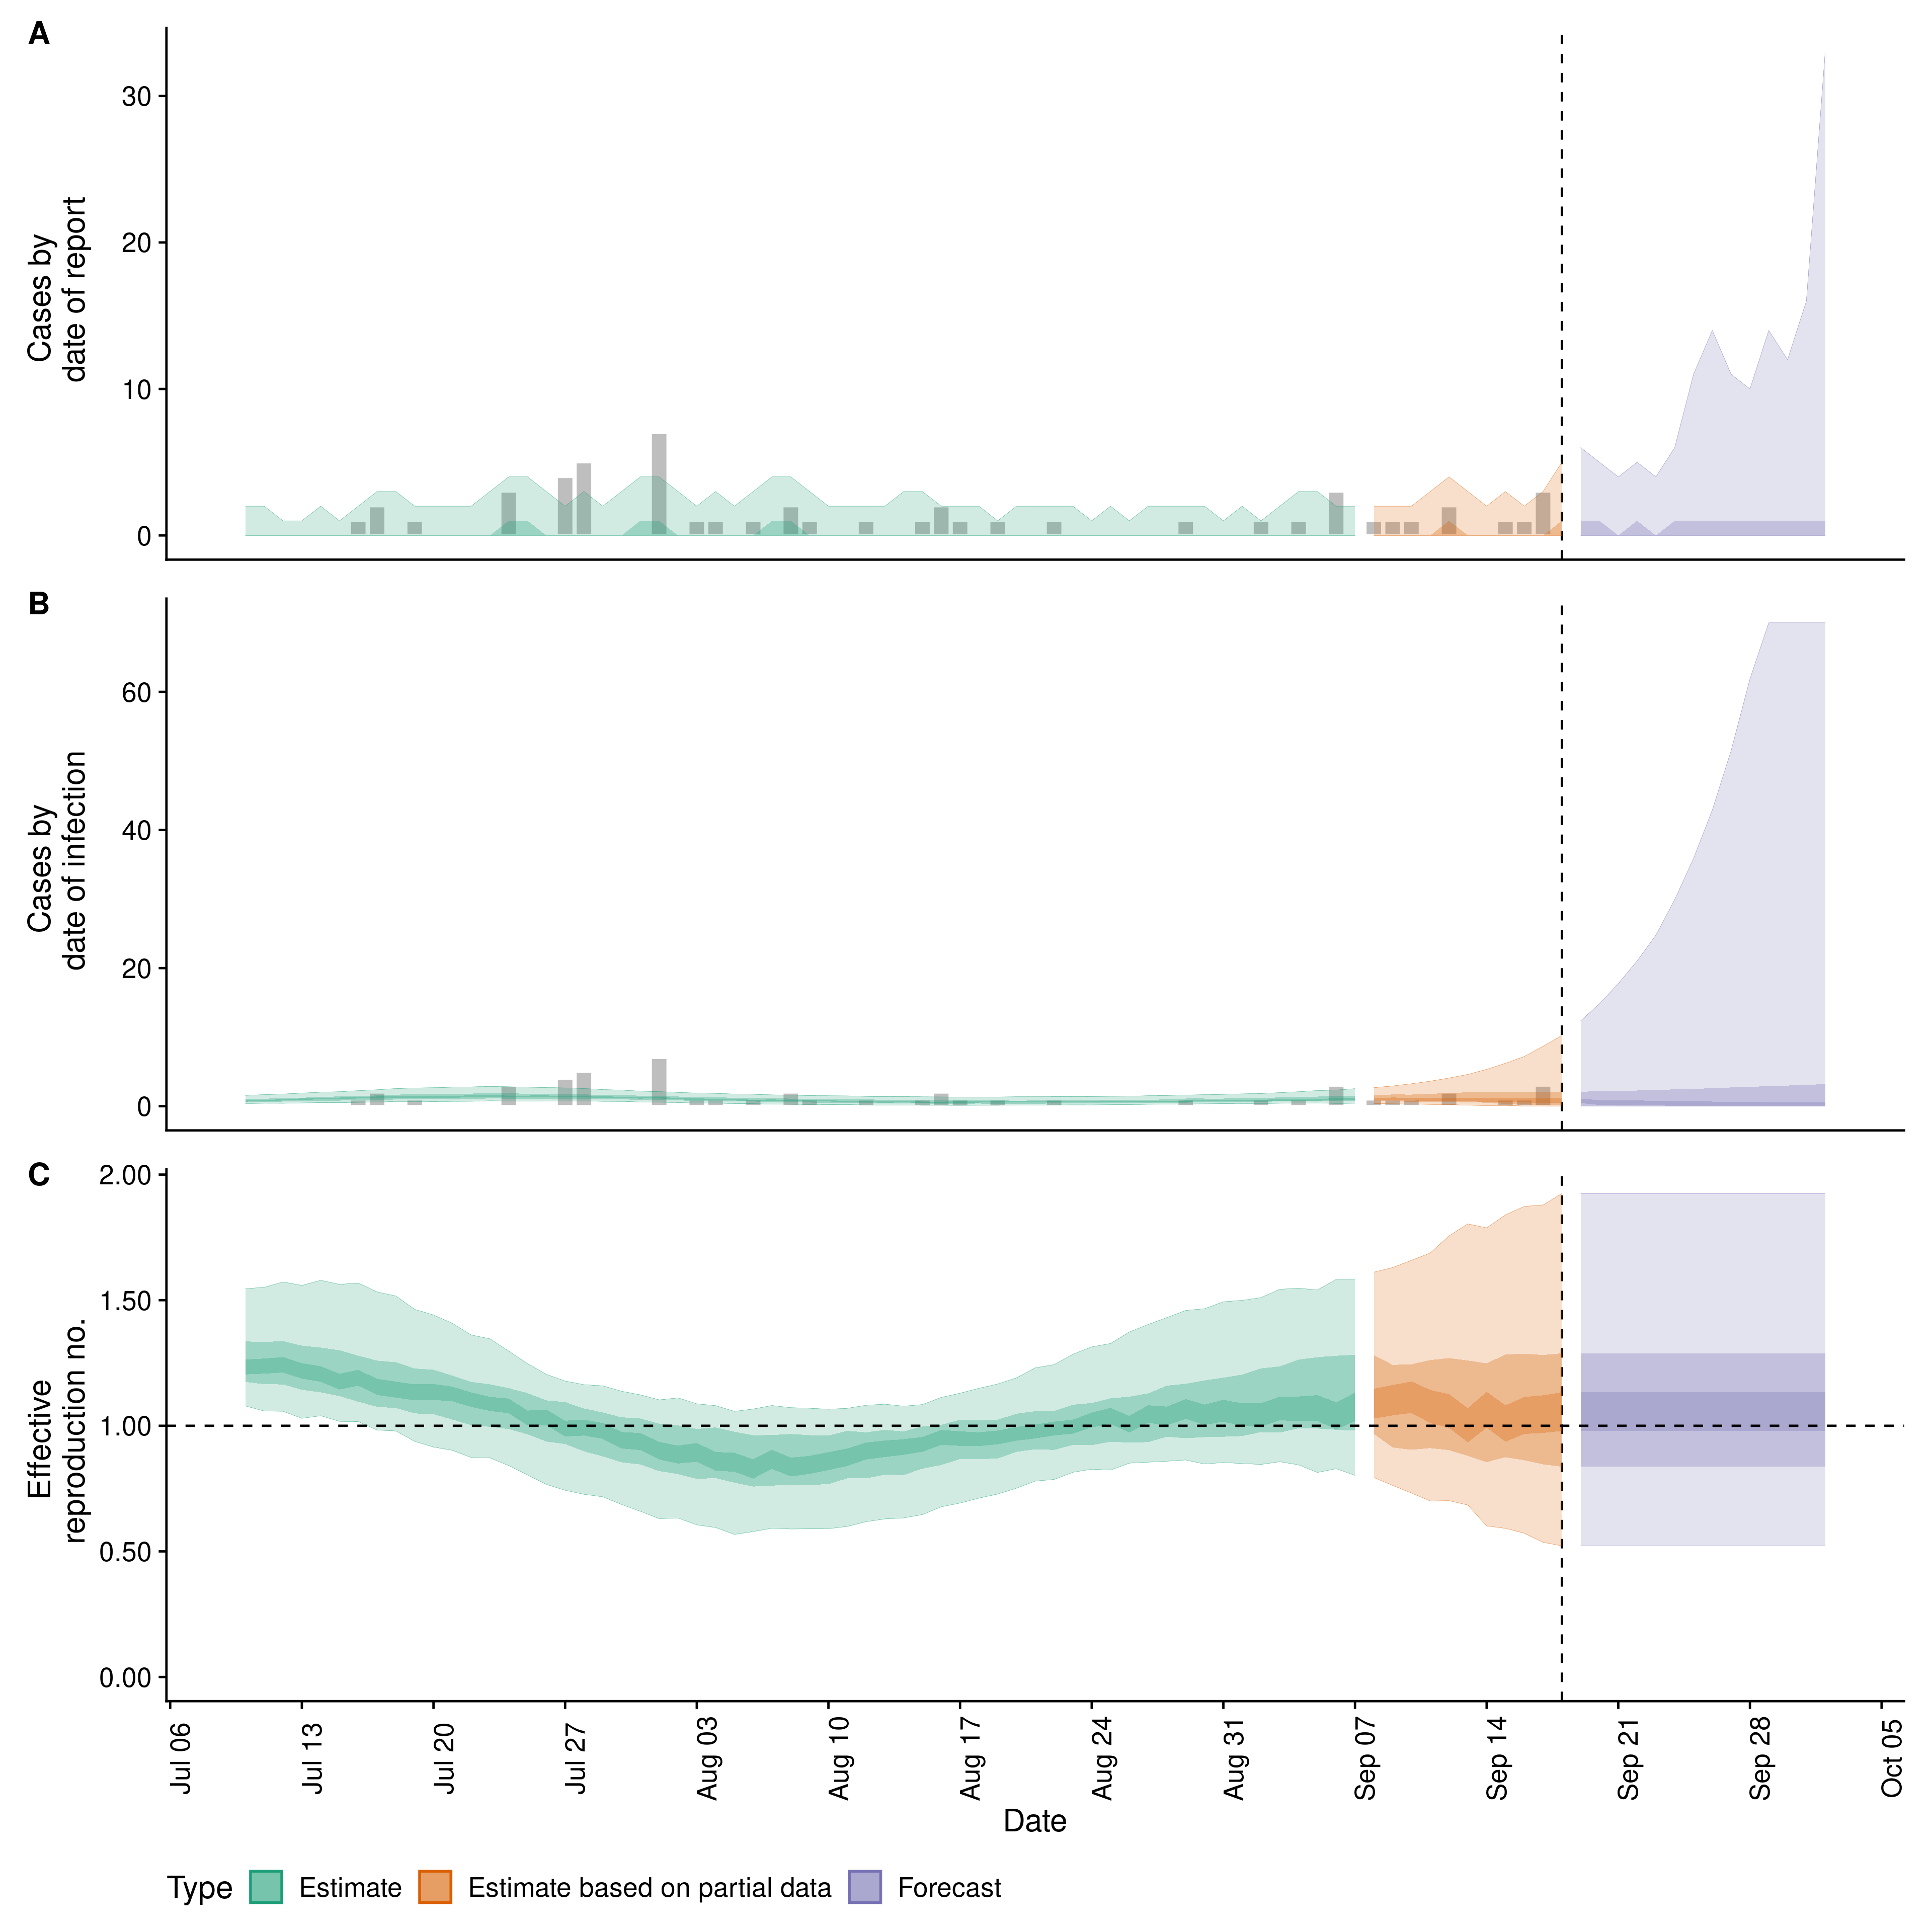 A
Cases by
date of report
30
20
10
0
B
Cases by
date of infection
60
40
20
0
C
Effective
reproduction no.
2.00
1.50
1.00
0.50
0.00
Jul 06
Jul 13
Jul 20
Jul 27
Aug 03
Aug 10
Aug 17
Aug 24
Aug 31
Sep 07
Sep 14
Sep 21
Sep 28
Oct 05
Date
Type Estimate Estimate based on partial data Forecast